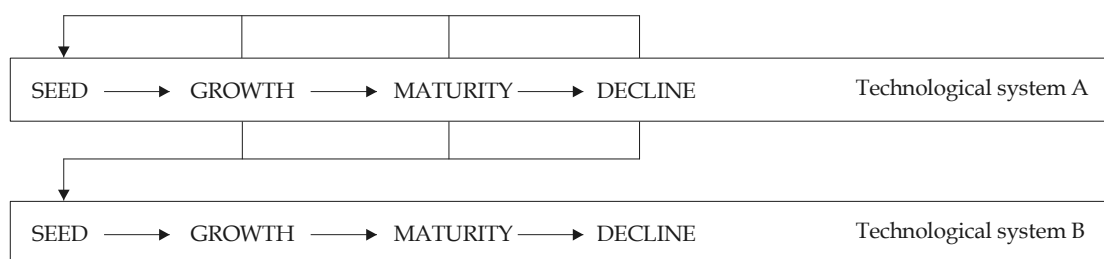 SEED GROWTH MATURITY DECLINE Technological system A
SEED GROWTH MATURITY DECLINE Technological system B